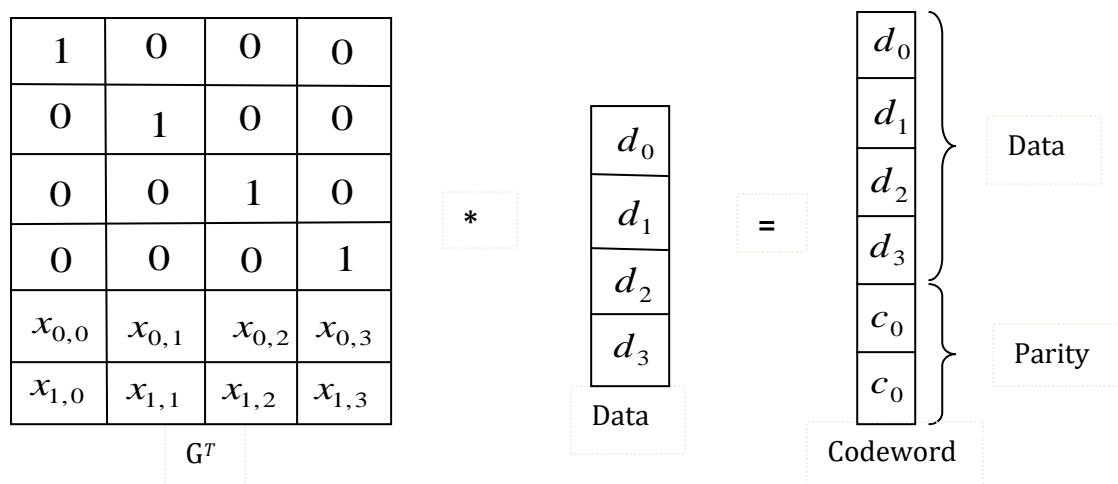 1 0 0 0
0 1 0 0
0 0 1 0
0 0 0 1
x0,0 x0,1 x0,2 x0,3
x1,0 x1,1 x1,2 x1,3
G^T
*
d0
d1
d2
d3
Data
=
d0
d1
d2
d3
c0
c0
Codeword
Data
Parity